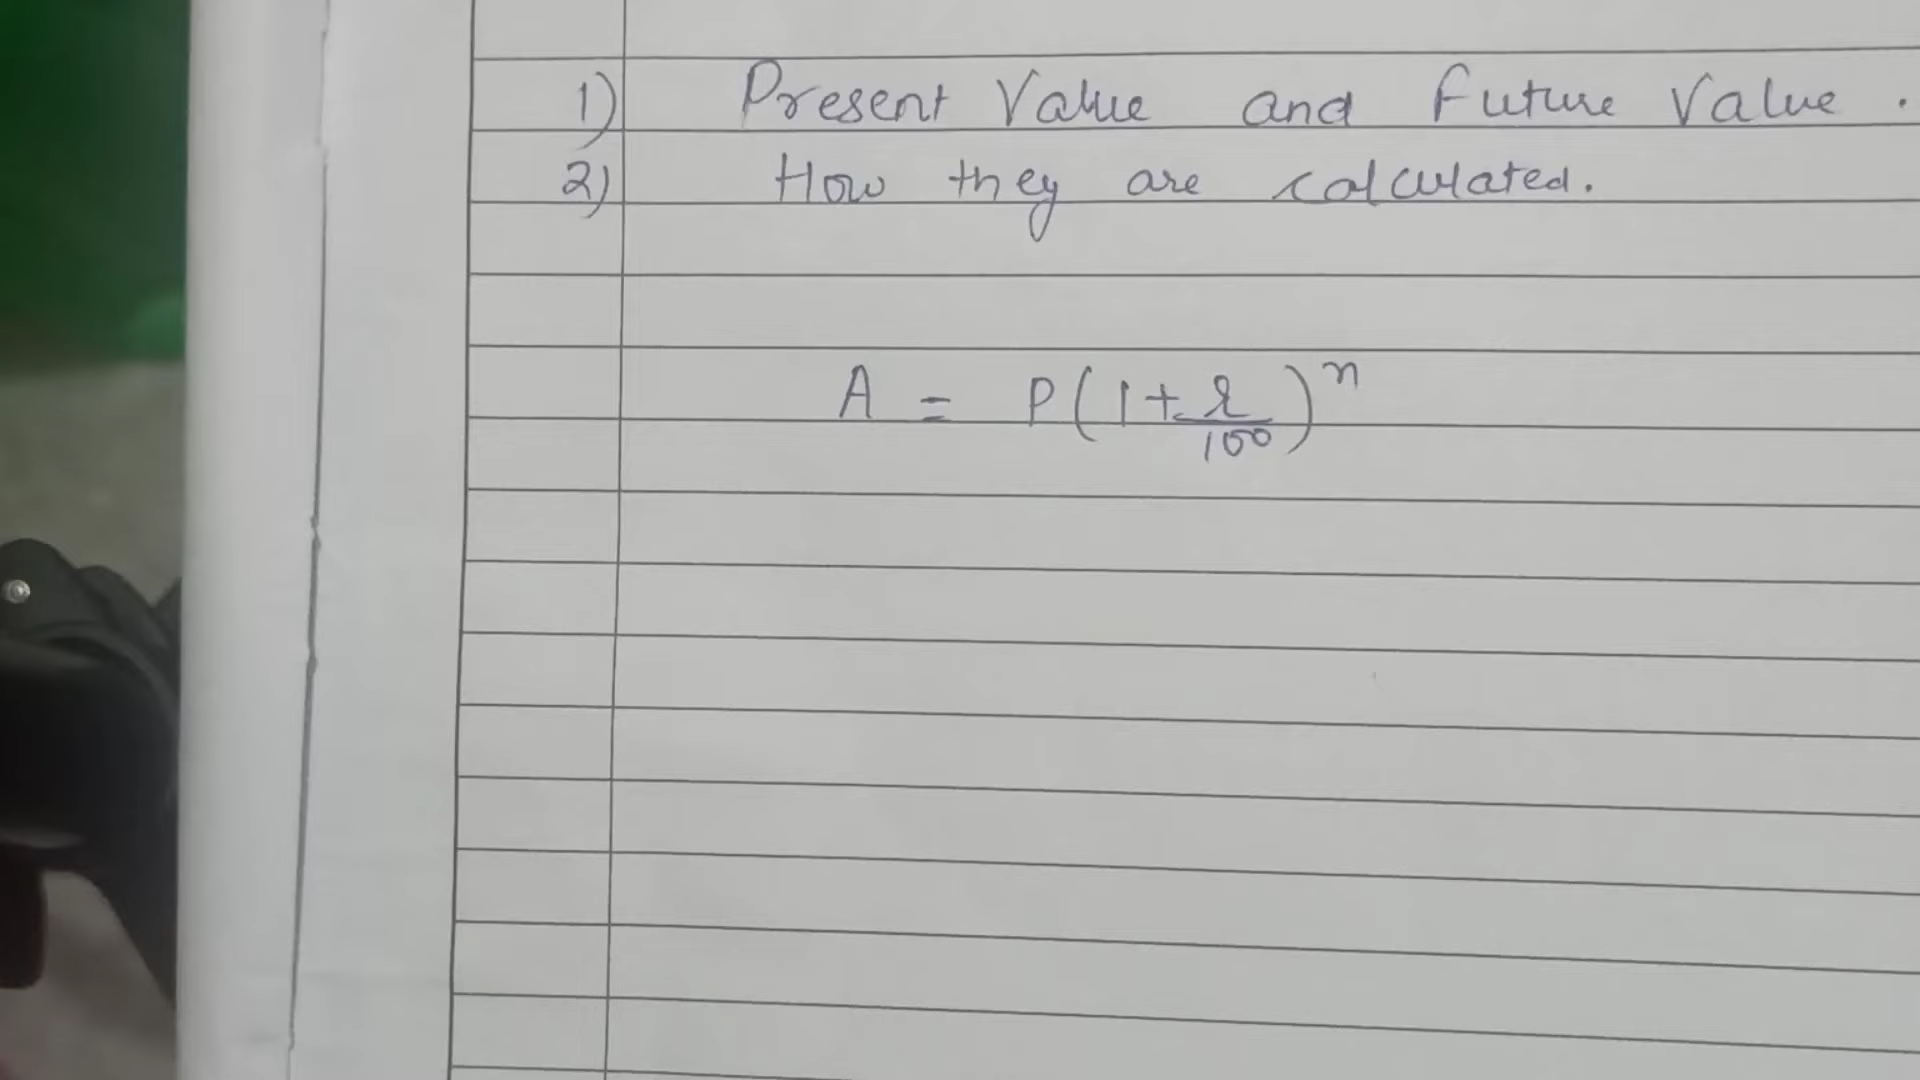 1) Present Value and Future Value.
2) How they are calculated.
A = P(1+r/100)^n